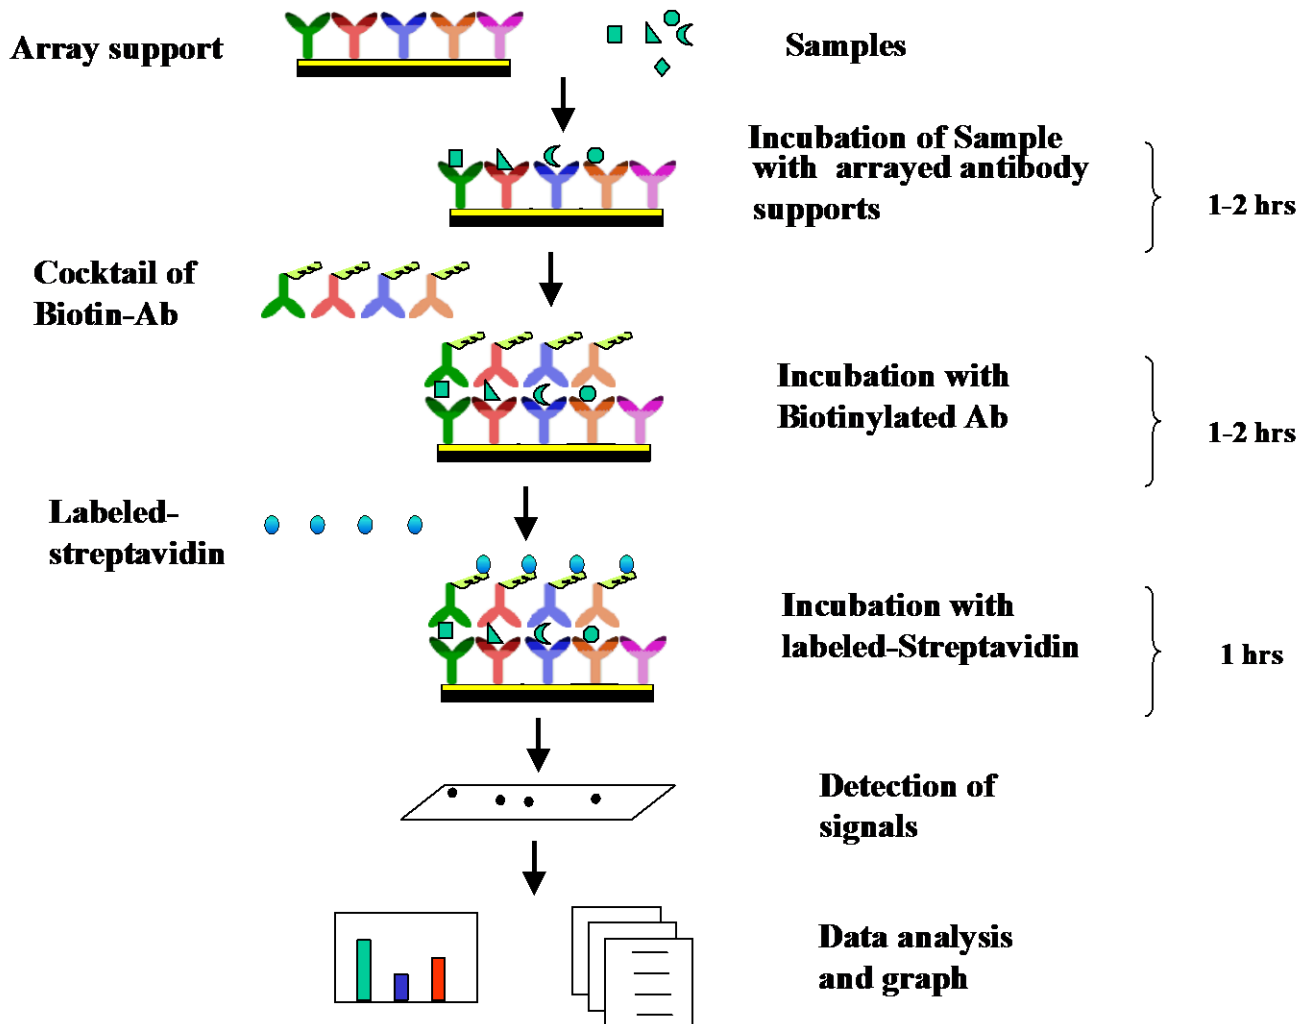 Array support
Samples
Incubation of Sample
with arrayed antibody
supports
1-2 hrs
Cocktail of
Biotin-Ab
Incubation with
Biotinylated Ab
1-2 hrs
Labeled-
streptavidin
Incubation with
labeled-Streptavidin
1 hrs
Detection of
signals
Data analysis
and graph